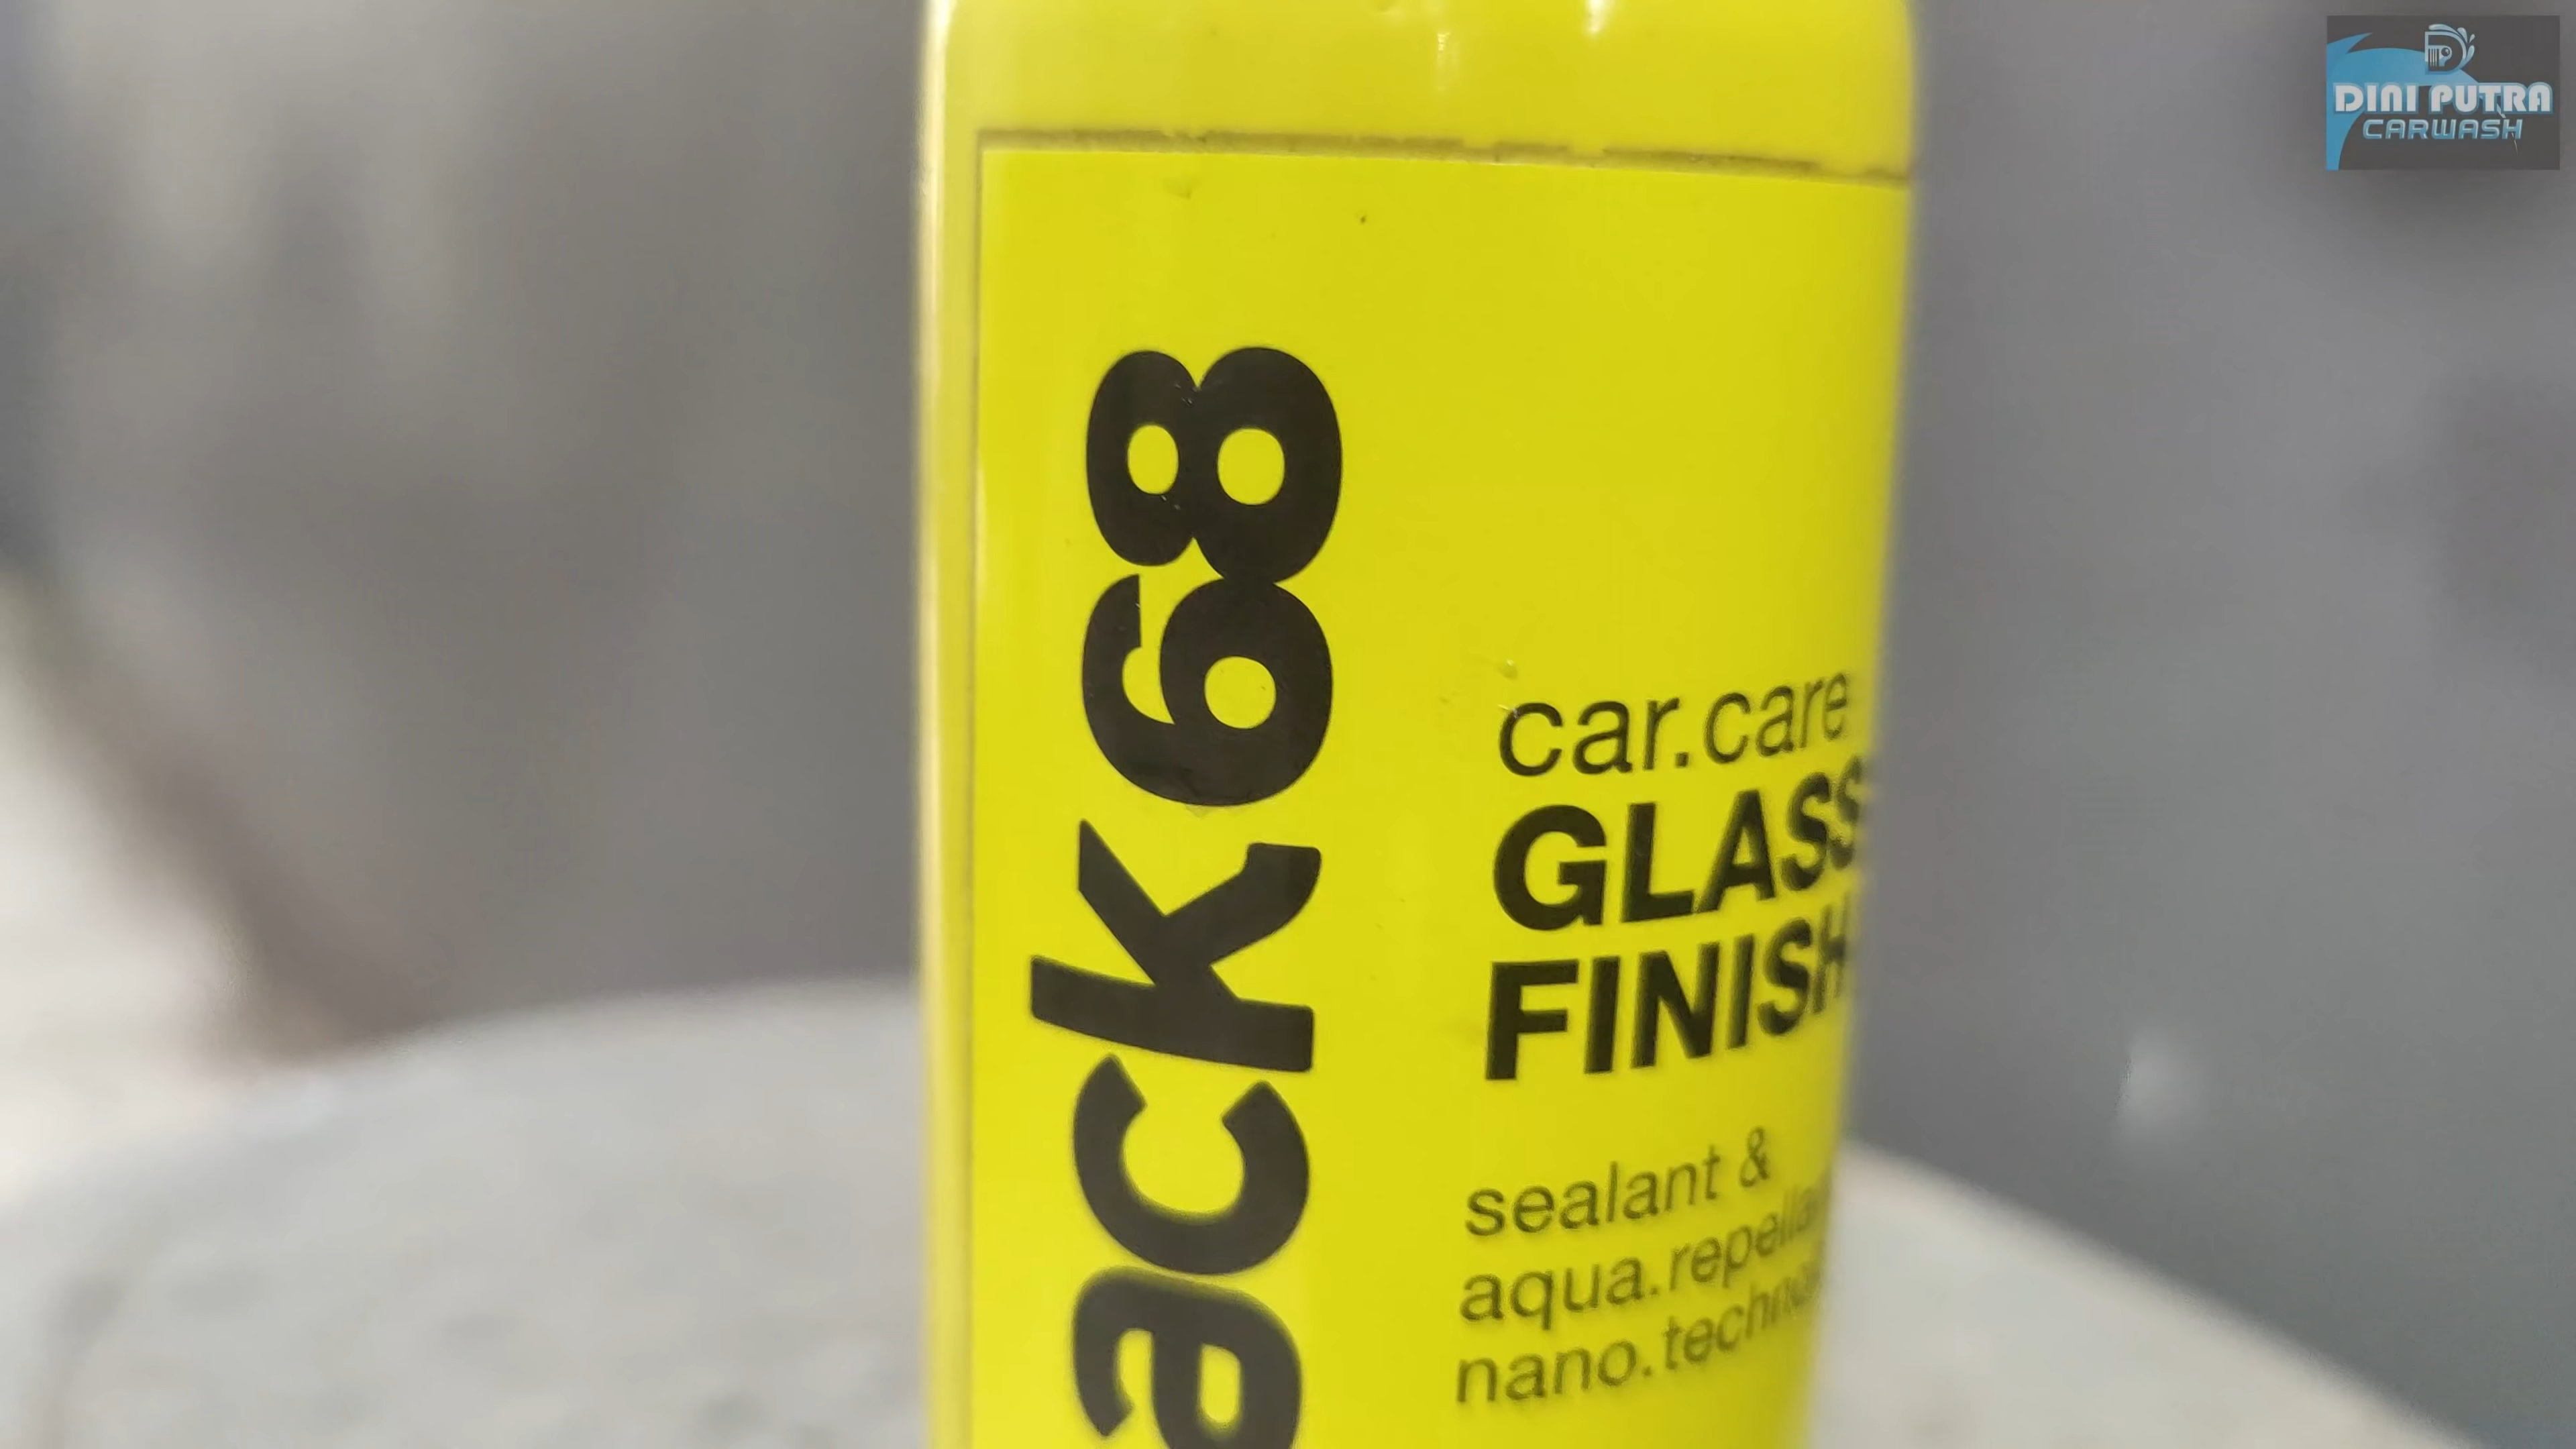 DINI PUTRA
CARWASH
ack68
car.care
GLASS
FINISH
sealant &
aqua.repella
nano.techno